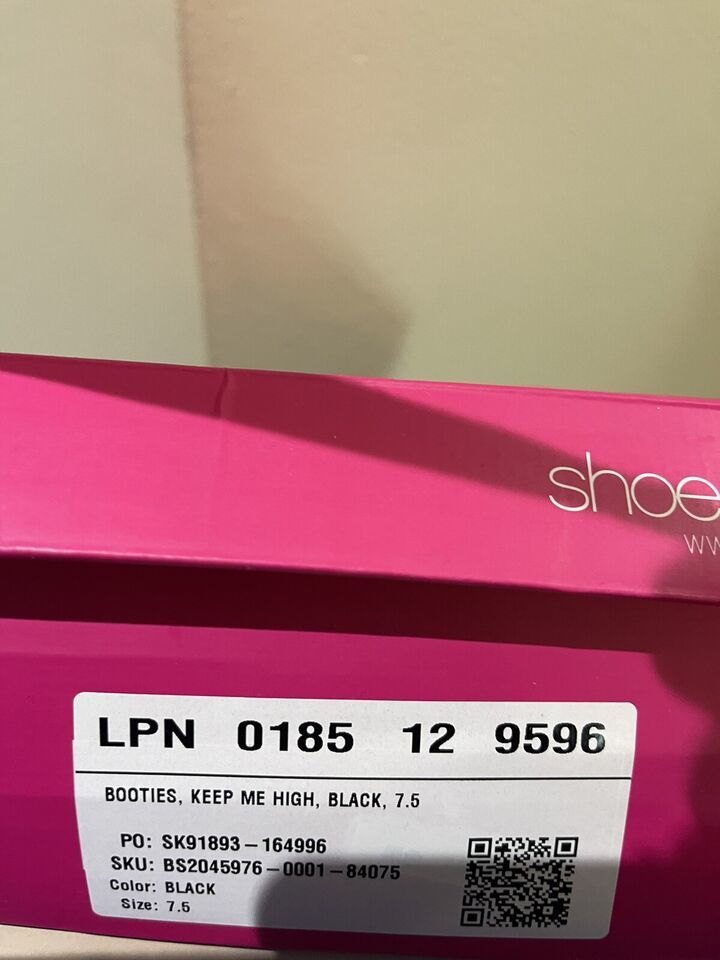 shoe
LPN 0185 12 9596
BOOTIES, KEEP ME HIGH, BLACK, 7.5
PO: SK91893-164996
SKU: BS2045976-0001-84075
Color: BLACK
Size: 7.5